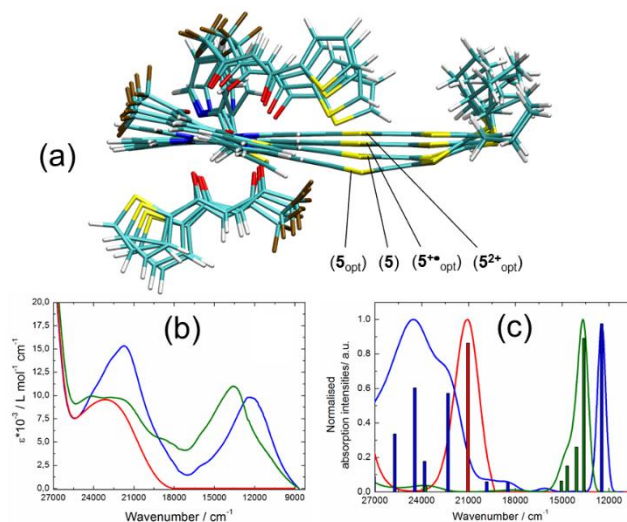 (a)
(5opt) (5) (5+•opt) (52+opt)
(b)
(c)
ε*10-3 / L mol-1 cm-1
20,0
17,5
15,0
12,5
10,0
7,5
5,0
2,5
0,0
27000 24000 21000 18000 15000 12000 9000
Wavenumber / cm-1
Normalised
absorption intensities/ a.u.
1.0
0.8
0.6
0.4
0.2
0.0
27000 24000 21000 18000 15000 12000
Wavenumber / cm-1